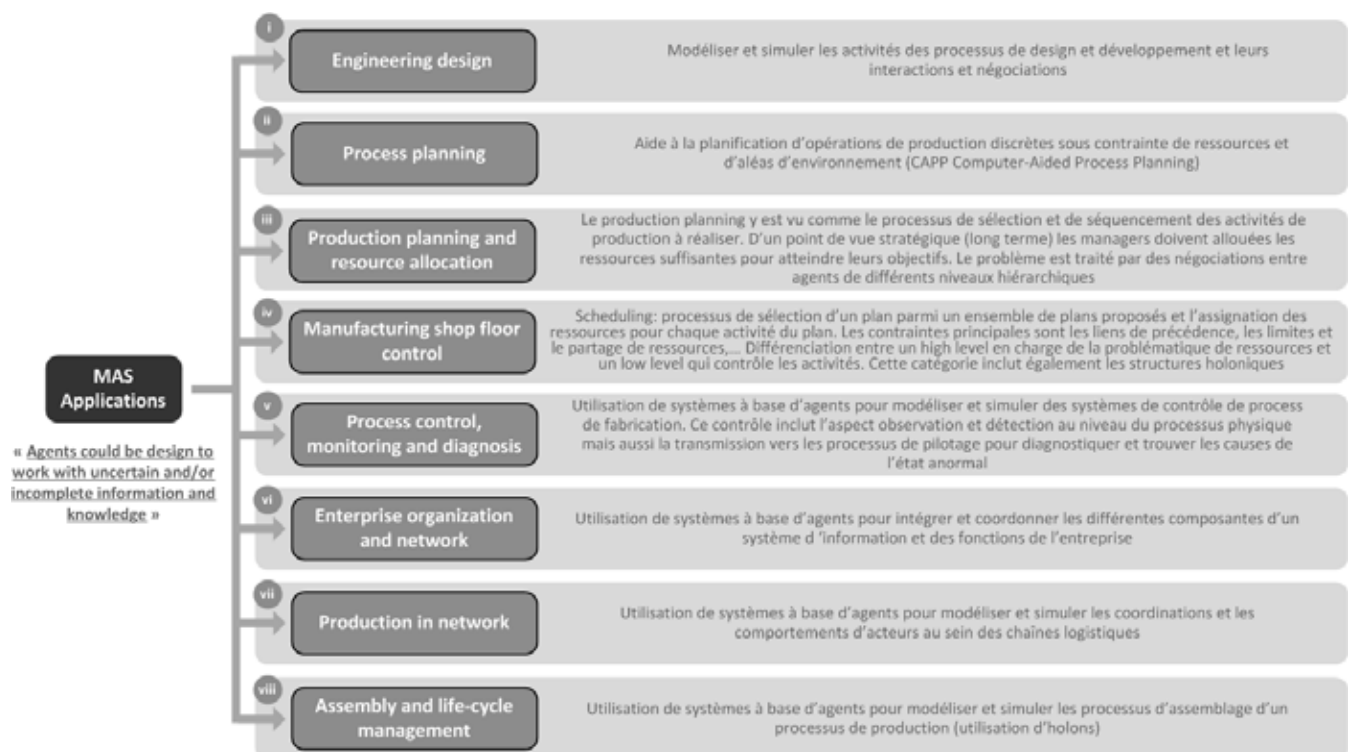 MAS
Applications
« Agents could be design to
work with uncertain and/or
incomplete information and
knowledge »
i
Engineering design
Modéliser et simuler les activités des processus de design et développement et leurs
interactions et négociations
ii
Process planning
Aide à la planification d'opérations de production discrètes sous contrainte de ressources et
d'aléas d'environnement (CAPP Computer-Aided Process Planning)
iii
Production planning and
resource allocation
Le production planning y est vu comme le processus de sélection et de séquencement des activités de
production à réaliser. D'un point de vue stratégique (long terme) les managers doivent allouées les
ressources suffisantes pour atteindre leurs objectifs. Le problème est traité par des négociations entre
agents de différents niveaux hiérarchiques
iv
Manufacturing shop floor
control
Scheduling: processus de sélection d'un plan parmi un ensemble de plans proposés et l'assignation des
ressources pour chaque activité du plan. Les contraintes principales sont les liens de précédence, les limites et
le partage de ressources,... Différenciation entre un high level en charge de la problématique de ressources et
un low level qui contrôle les activités. Cette catégorie inclut également les structures holoniques
v
Process control,
monitoring and diagnosis
Utilisation de systèmes à base d'agents pour modéliser et simuler des systèmes de contrôle de process
de fabrication. Ce contrôle inclut l'aspect observation et détection au niveau du processus physique
mais aussi la transmission vers les processus de pilotage pour diagnostiquer et trouver les causes de
l'état anormal
vi
Enterprise organization
and network
Utilisation de systèmes à base d'agents pour intégrer et coordonner les différentes composantes d'un
système d 'information et des fonctions de l'entreprise
vii
Production in network
Utilisation de systèmes à base d'agents pour modéliser et simuler les coordinations et les
comportements d'acteurs au sein des chaînes logistiques
viii
Assembly and life-cycle
management
Utilisation de systèmes à base d'agents pour modéliser et simuler les processus d'assemblage d'un
processus de production (utilisation d'holons)